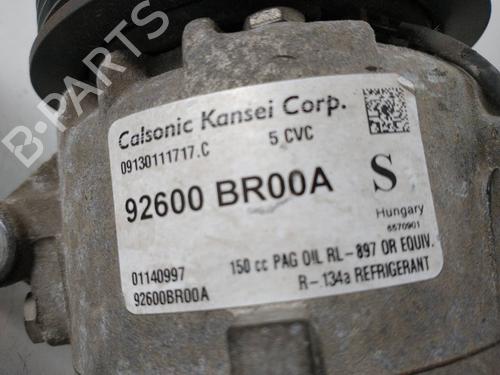 Calsonic Kansei Corp.
09130111717.C 5 CVC
92600 BR00A S
Hungary
6570901
01140997 150 cc PAG OIL RL-897 OR EQUIV.
92600BR00A R-134a REFRIGERANT
B-PARTS